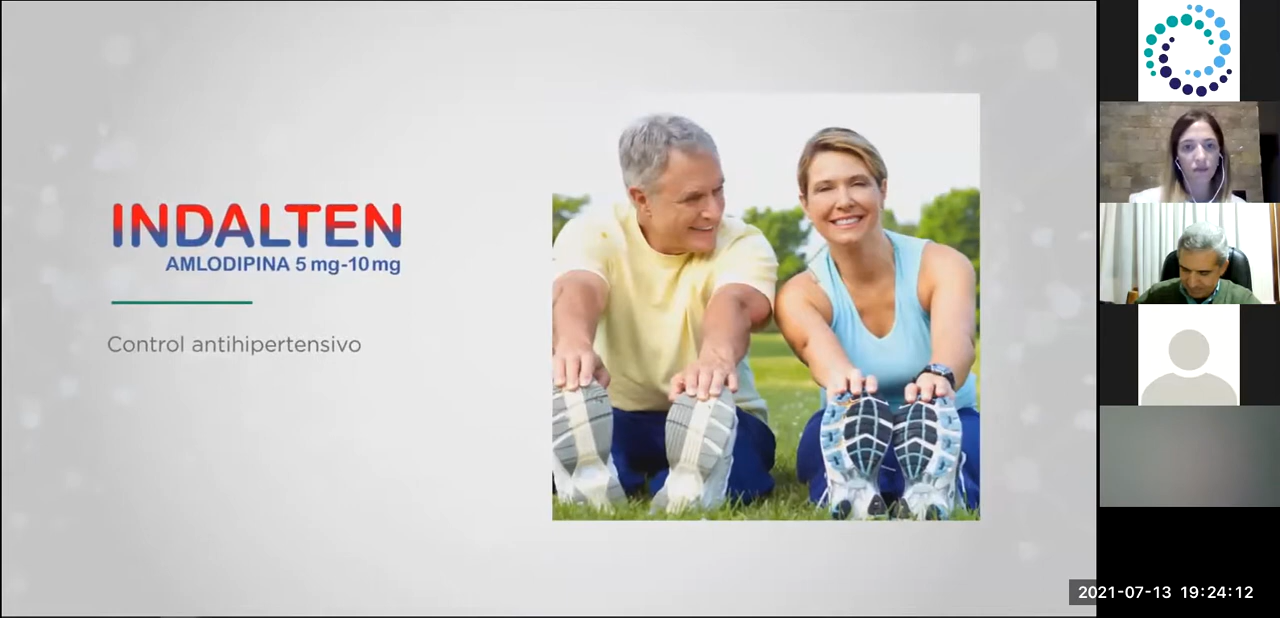 INDALTEN
AMLODIPINA 5 mg-10 mg
Control antihipertensivo
2021-07-13 19:24:12